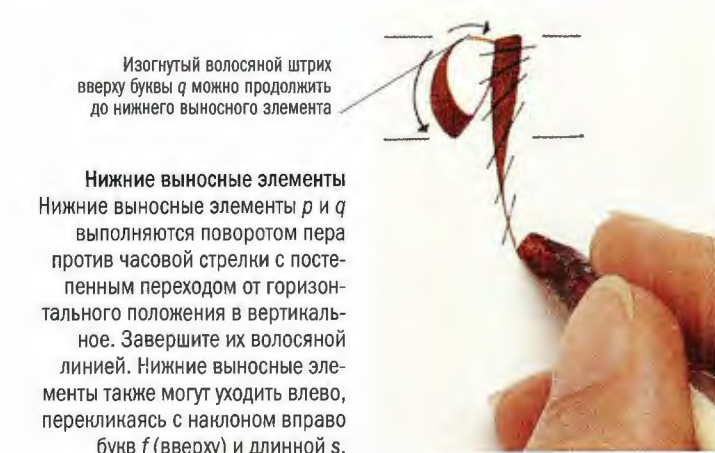 Изогнутый волосяной штрих
вверху буквы q можно продолжить
до нижнего выносного элемента
Нижние выносные элементы
Нижние выносные элементы p и q
выполняются поворотом пера
против часовой стрелки с посте-
пенным переходом от горизон-
тального положения в вертикаль-
ное. Завершите их волосяной
линией. Нижние выносные эле-
менты также могут уходить влево,
перекликаясь с наклоном вправо
букв f (вверху) и длинной s.
q